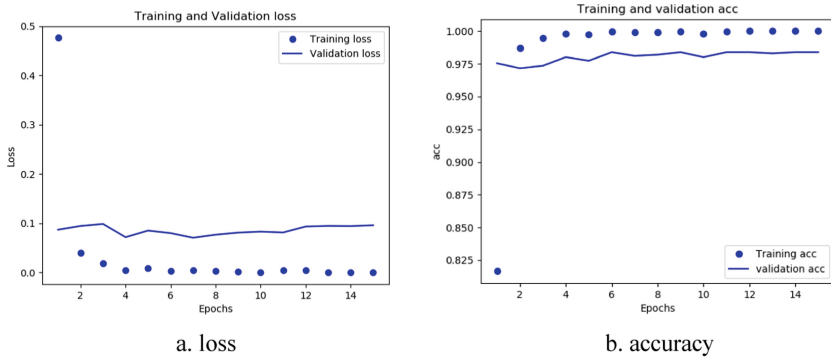 Training and Validation loss
0.5
0.4
0.3
0.2
0.1
0.0
Loss
Training loss
Validation loss
2 4 6 8 10 12 14
Epochs
a. loss
Training and validation acc
1.000
0.975
0.950
0.925
0.900
0.875
0.850
0.825
acc
Training acc
validation acc
2 4 6 8 10 12 14
Epochs
b. accuracy